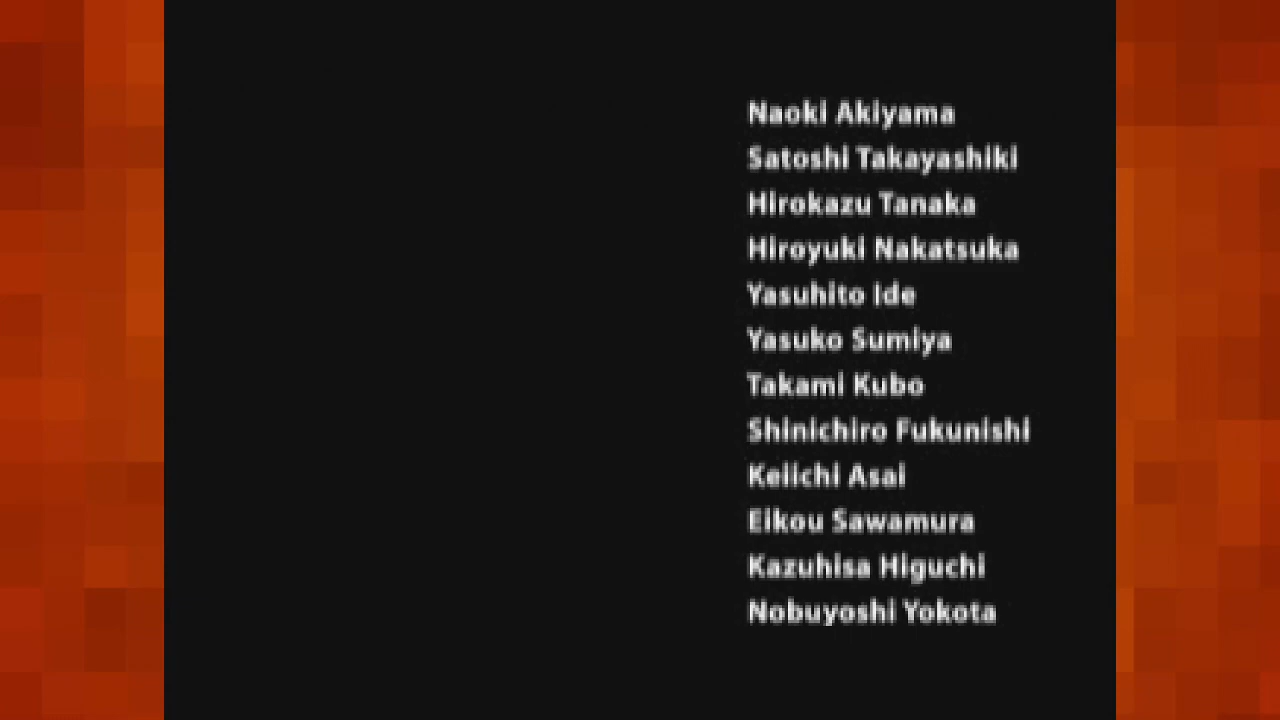 Naoki Akiyama
Satoshi Takayashiki
Hirokazu Tanaka
Hiroyuki Nakatsuka
Yasuhito Ide
Yasuko Sumiya
Takami Kubo
Shinichiro Fukunishi
Keiichi Asai
Eikou Sawamura
Kazuhisa Higuchi
Nobuyoshi Yokota